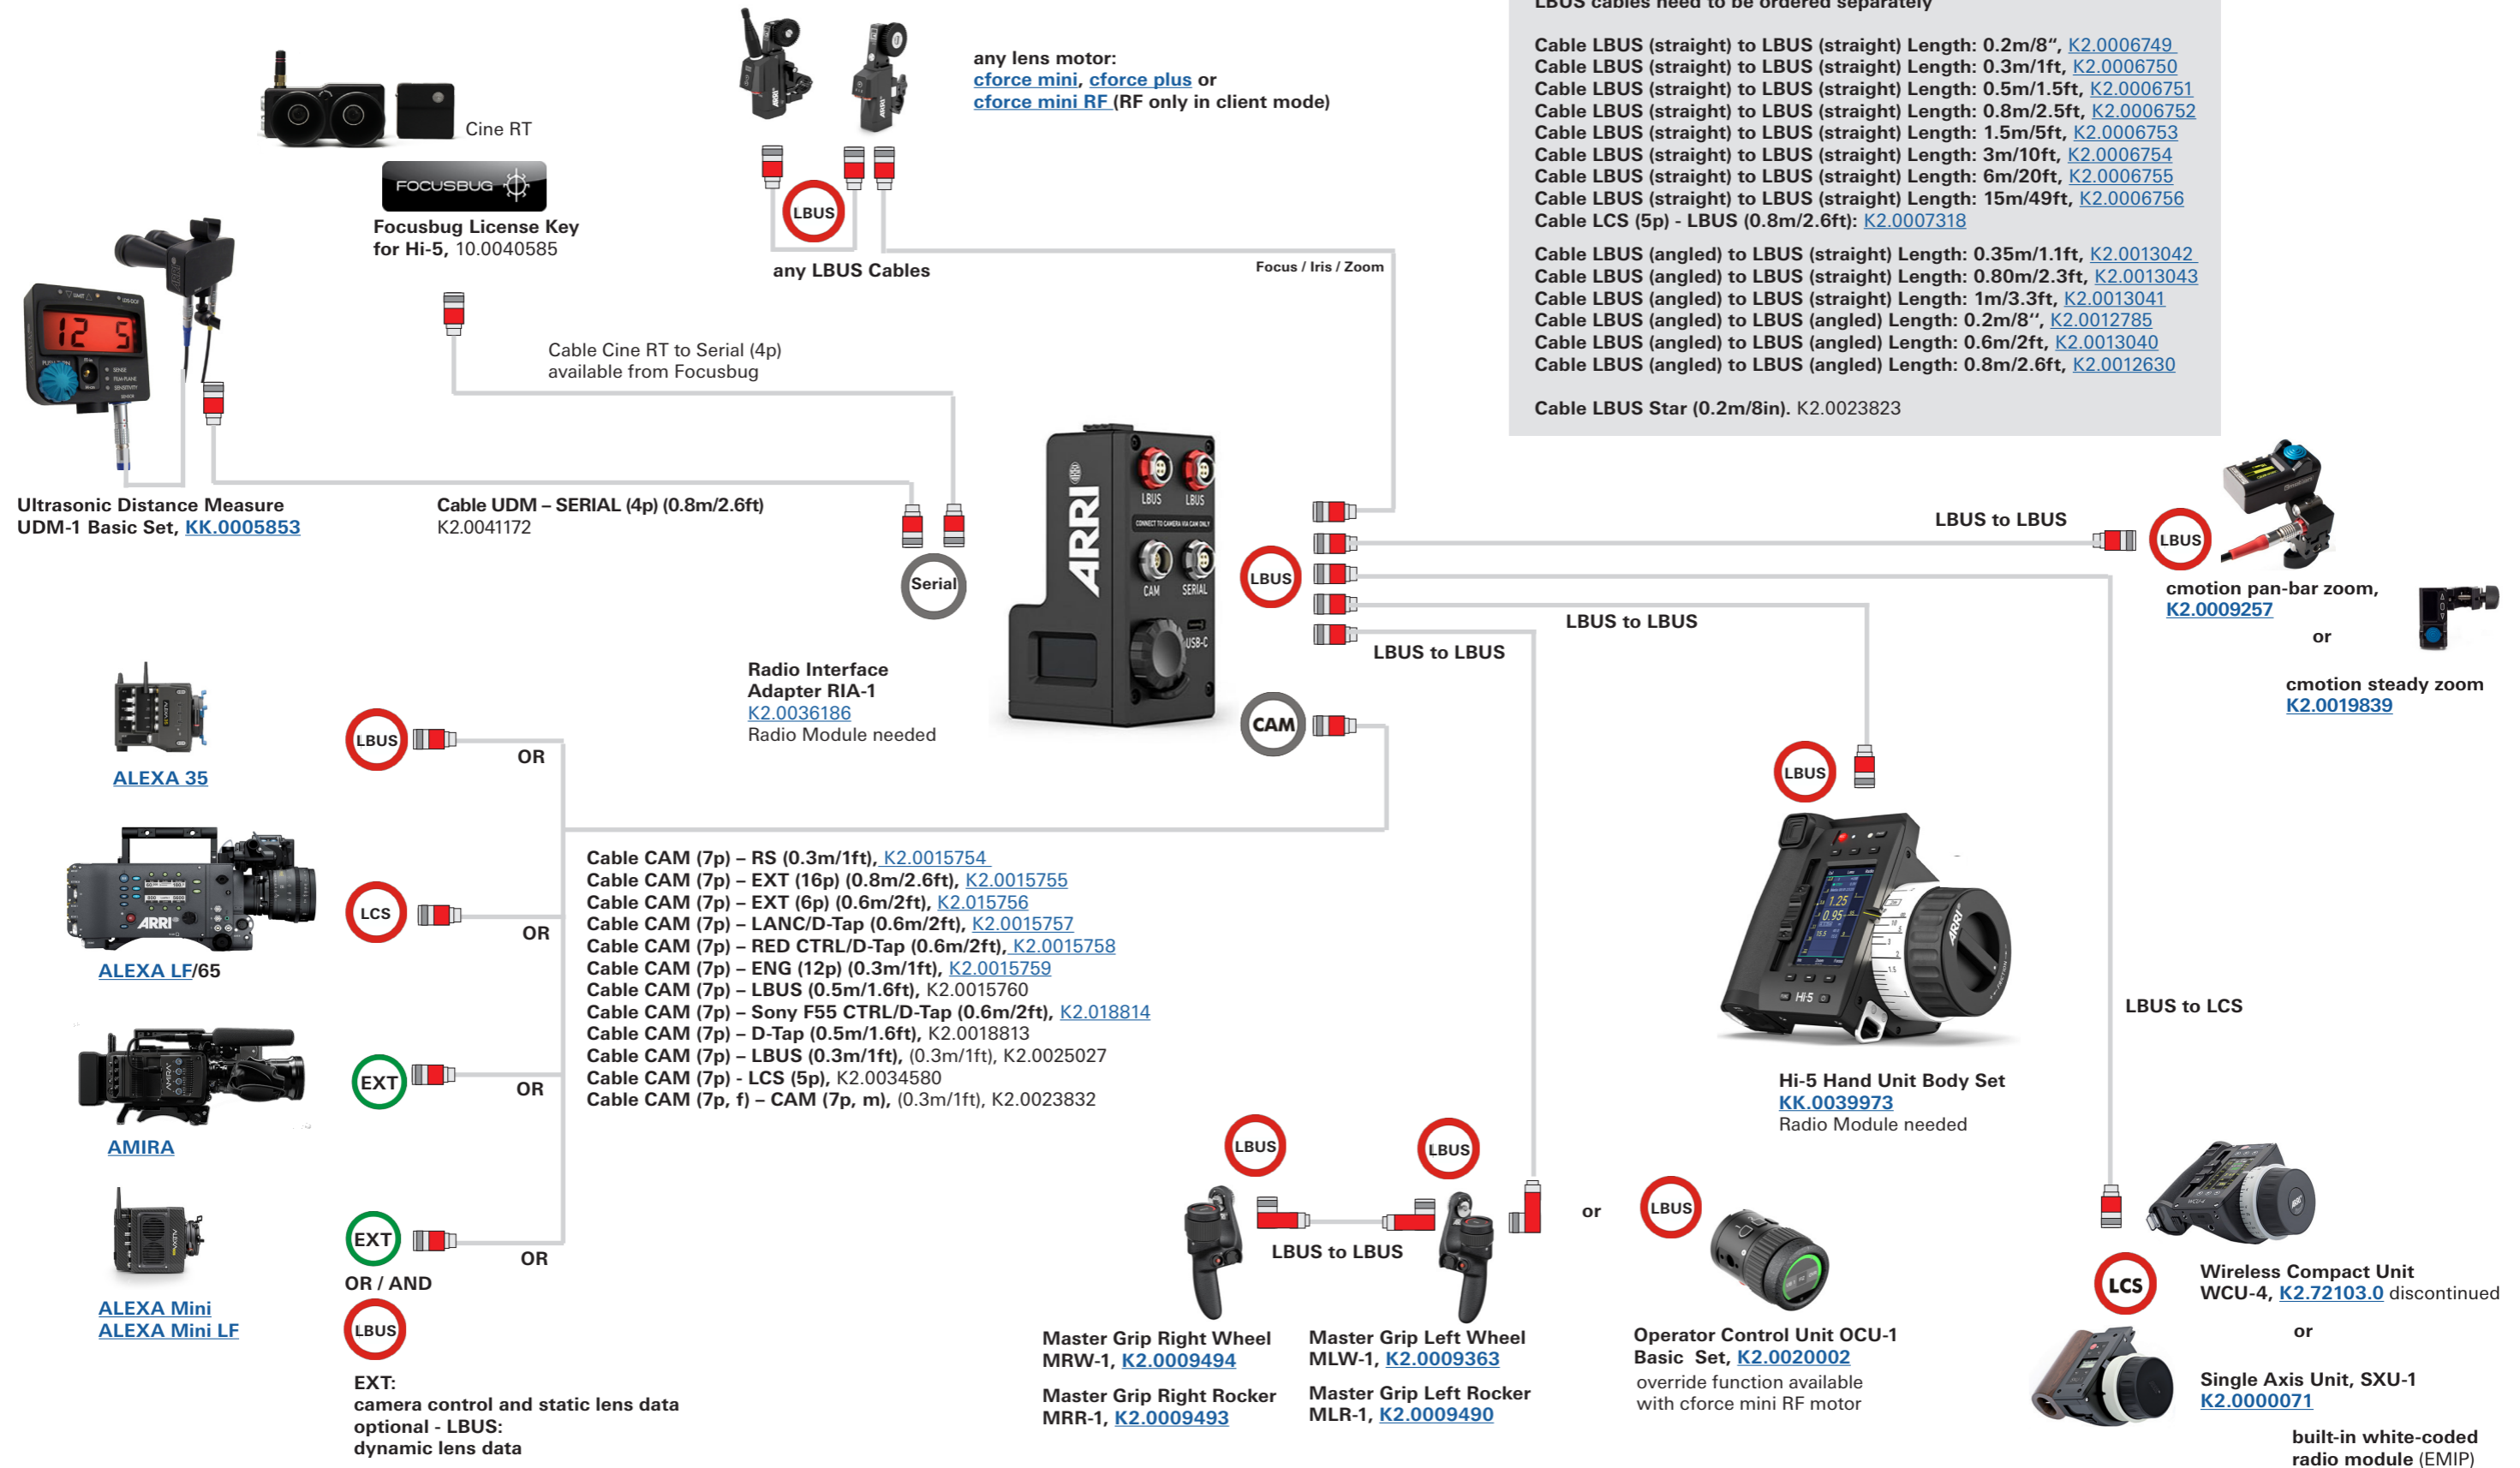 LBUS cables need to be ordered separately
Cable LBUS (straight) to LBUS (straight) Length: 0.2m/8“, K2.0006749
Cable LBUS (straight) to LBUS (straight) Length: 0.3m/1ft, K2.0006750
Cable LBUS (straight) to LBUS (straight) Length: 0.5m/1.5ft, K2.0006751
Cable LBUS (straight) to LBUS (straight) Length: 0.8m/2.5ft, K2.0006752
Cable LBUS (straight) to LBUS (straight) Length: 1.5m/5ft, K2.0006753
Cable LBUS (straight) to LBUS (straight) Length: 3m/10ft, K2.0006754
Cable LBUS (straight) to LBUS (straight) Length: 6m/20ft, K2.0006755
Cable LBUS (straight) to LBUS (straight) Length: 15m/49ft, K2.0006756
Cable LCS (5p) - LBUS (0.8m/2.6ft): K2.0007318
Cable LBUS (angled) to LBUS (straight) Length: 0.35m/1.1ft, K2.0013042
Cable LBUS (angled) to LBUS (straight) Length: 0.80m/2.3ft, K2.0013043
Cable LBUS (angled) to LBUS (straight) Length: 1m/3.3ft, K2.0013041
Cable LBUS (angled) to LBUS (angled) Length: 0.2m/8‘‘, K2.0012785
Cable LBUS (angled) to LBUS (angled) Length: 0.6m/2ft, K2.0013040
Cable LBUS (angled) to LBUS (angled) Length: 0.8m/2.6ft, K2.0012630
Cable LBUS Star (0.2m/8in). K2.0023823
any lens motor:
cforce mini, cforce plus or
cforce mini RF (RF only in client mode)
Cine RT
FOCUSBUG
Focusbug License Key
for Hi-5, 10.0040585
LBUS
any LBUS Cables
Focus / Iris / Zoom
Cable Cine RT to Serial (4p)
available from Focusbug
12 5
Ultrasonic Distance Measure
UDM-1 Basic Set, KK.0005853
Cable UDM – SERIAL (4p) (0.8m/2.6ft)
K2.0041172
Serial
ARRI
LBUS LBUS
CONNECT TO CAMERA VIA CAM ONLY
CAM SERIAL
USB-C
Radio Interface
Adapter RIA-1
K2.0036186
Radio Module needed
LBUS
CAM
LBUS to LBUS
LBUS
cmotion pan-bar zoom,
K2.0009257
or
cmotion steady zoom
K2.0019839
LBUS to LBUS
LBUS to LBUS
ALEXA 35
LBUS
OR
ARRI
ALEXA LF/65
LCS
OR
AMIRA
EXT
OR
ALEXA Mini
ALEXA Mini LF
EXT
OR
OR / AND
LBUS
EXT:
camera control and static lens data
optional - LBUS:
dynamic lens data
Cable CAM (7p) – RS (0.3m/1ft), K2.0015754
Cable CAM (7p) – EXT (16p) (0.8m/2.6ft), K2.0015755
Cable CAM (7p) – EXT (6p) (0.6m/2ft), K2.015756
Cable CAM (7p) – LANC/D-Tap (0.6m/2ft), K2.0015757
Cable CAM (7p) – RED CTRL/D-Tap (0.6m/2ft), K2.0015758
Cable CAM (7p) – ENG (12p) (0.3m/1ft), K2.0015759
Cable CAM (7p) – LBUS (0.5m/1.6ft), K2.0015760
Cable CAM (7p) – Sony F55 CTRL/D-Tap (0.6m/2ft), K2.018814
Cable CAM (7p) – D-Tap (0.5m/1.6ft), K2.0018813
Cable CAM (7p) – LBUS (0.3m/1ft), (0.3m/1ft), K2.0025027
Cable CAM (7p) - LCS (5p), K2.0034580
Cable CAM (7p, f) – CAM (7p, m), (0.3m/1ft), K2.0023832
LBUS
1.25
0.95
Hi-5
ARRI
Hi-5 Hand Unit Body Set
KK.0039973
Radio Module needed
LBUS to LCS
LBUS
LBUS
LBUS to LBUS
or
LBUS
Master Grip Right Wheel
MRW-1, K2.0009494
Master Grip Right Rocker
MRR-1, K2.0009493
Master Grip Left Wheel
MLW-1, K2.0009363
Master Grip Left Rocker
MLR-1, K2.0009490
Operator Control Unit OCU-1
Basic Set, K2.0020002
override function available
with cforce mini RF motor
LCS
Wireless Compact Unit
WCU-4, K2.72103.0 discontinued
or
Single Axis Unit, SXU-1
K2.0000071
built-in white-coded
radio module (EMIP)